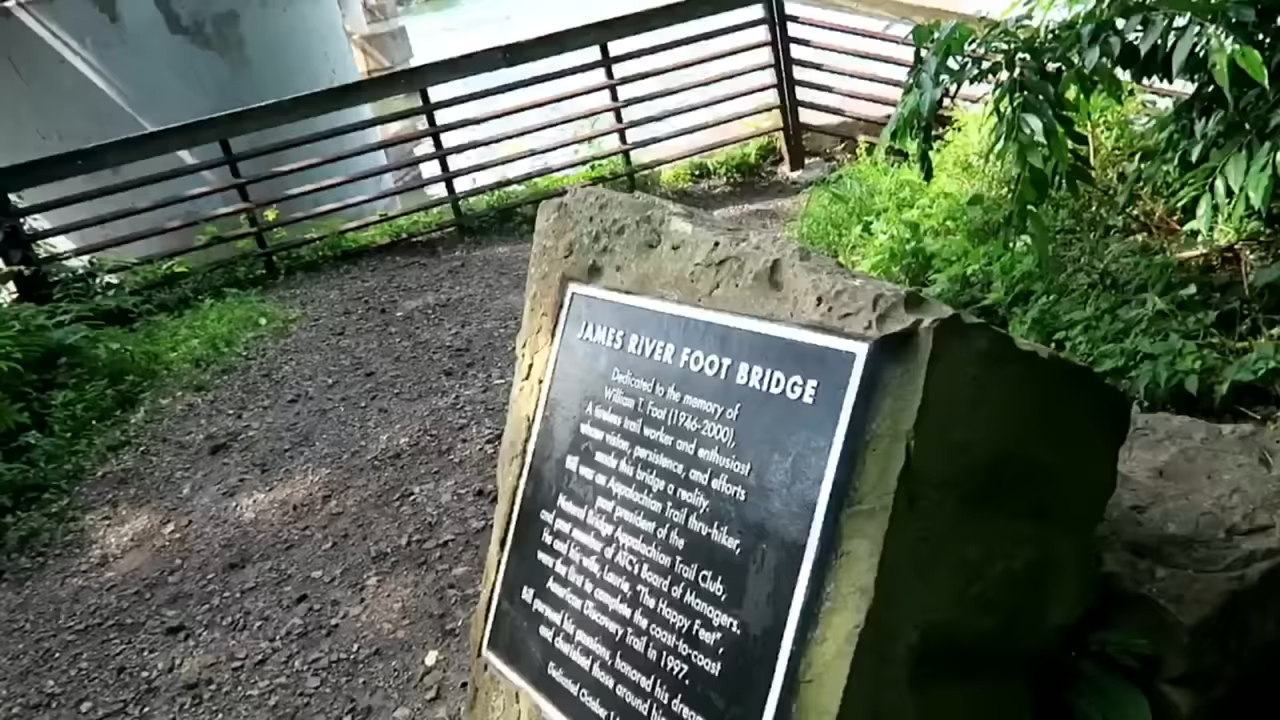 JAMES RIVER FOOT BRIDGE
Dedicated to the memory of
William T. Foot (1946-2000),
A tireless trail worker and enthusiast
whose vision, persistence, and efforts
made this bridge a reality.
Bill was an Appalachian Trail thru-hiker,
past president of the
Natural Bridge Appalachian Trail Club,
and past member of ATC's Board of Managers.
He and his wife, Laurie, "The Happy Feet",
were the first to complete the coast-to-coast
American Discovery Trail in 1997.
Bill pursued his passions, honored his
and cherished those around
Dedicated October